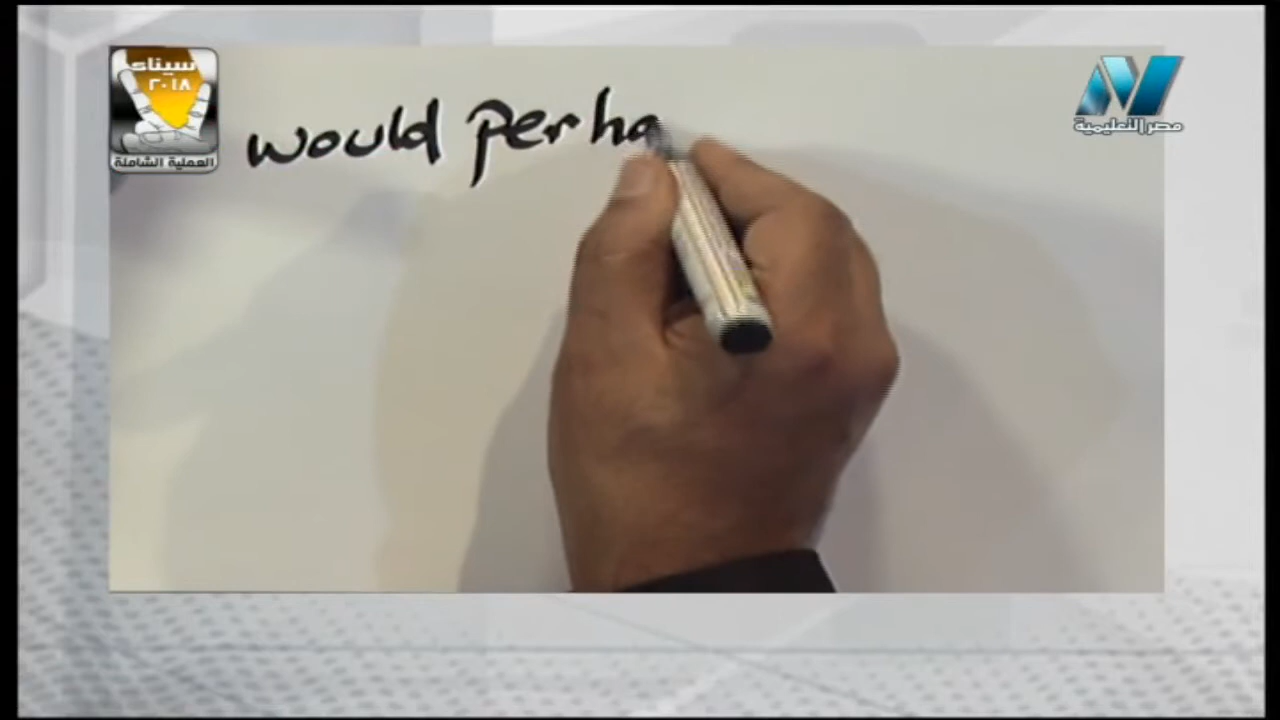 سيناء
٢٠١٨
العملية الشاملة
مصر التعليمية
would perha